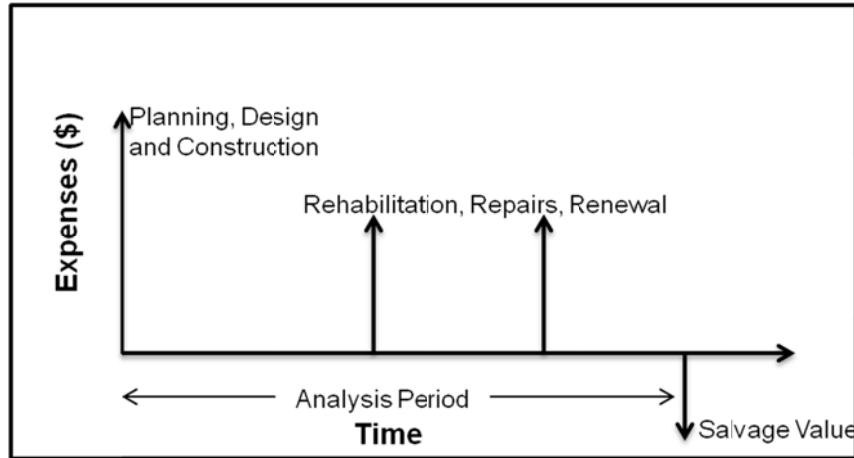 Expenses ($)
Planning, Design
and Construction
Rehabilitation, Repairs, Renewal
Analysis Period
Time
Salvage Value